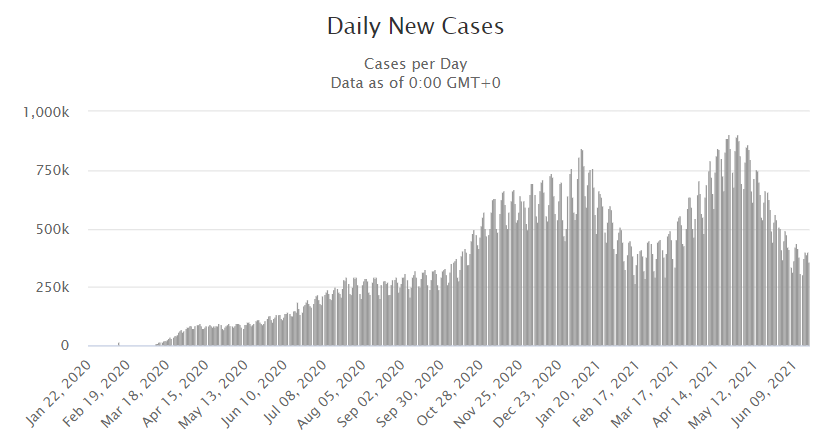 Daily New Cases
Cases per Day
Data as of 0:00 GMT+0
1,000k
750k
500k
250k
0
Jan 22, 2020
Feb 19, 2020
Mar 18, 2020
Apr 15, 2020
May 13, 2020
Jun 10, 2020
Jul 08, 2020
Aug 05, 2020
Sep 02, 2020
Sep 30, 2020
Oct 28, 2020
Nov 25, 2020
Dec 23, 2020
Jan 20, 2021
Feb 17, 2021
Mar 17, 2021
Apr 14, 2021
May 12, 2021
Jun 09, 2021